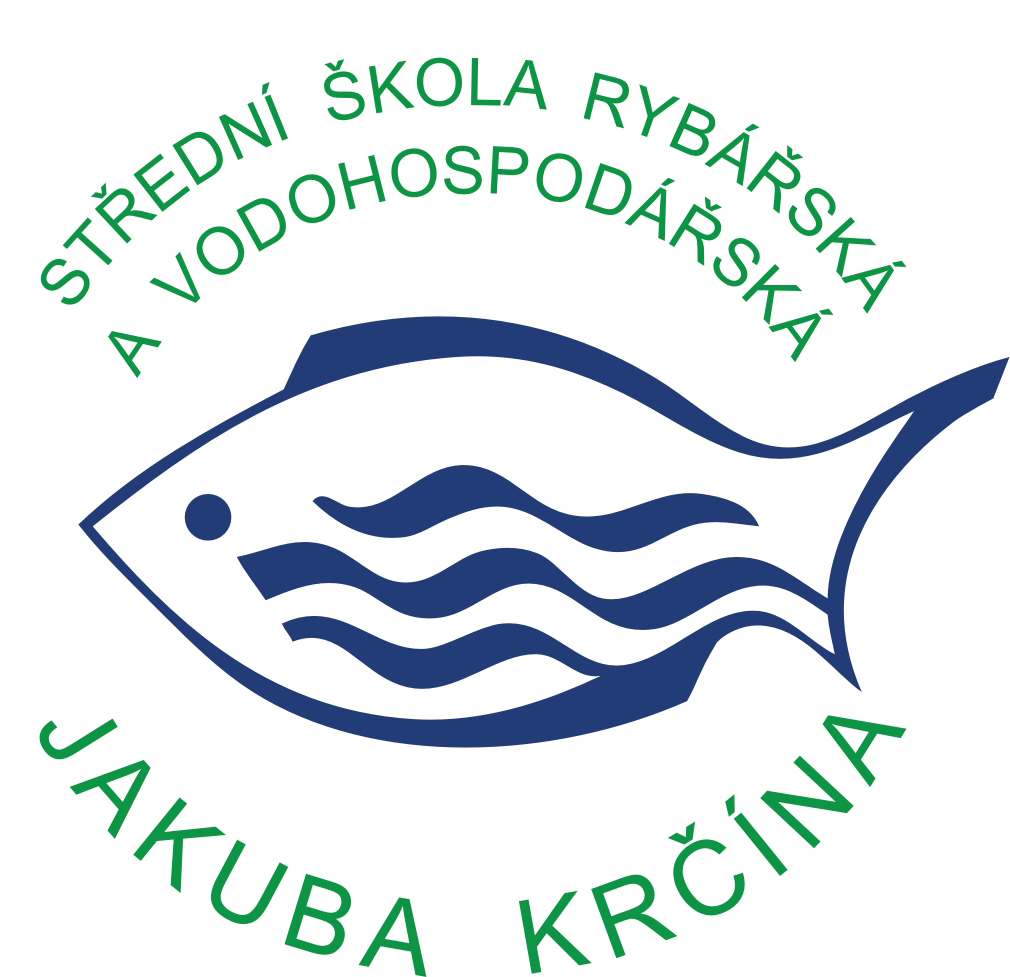 STŘEDNÍ ŠKOLA RYBÁŘSKÁ
A VODOHOSPODÁŘSKÁ
JAKUBA KRČÍNA